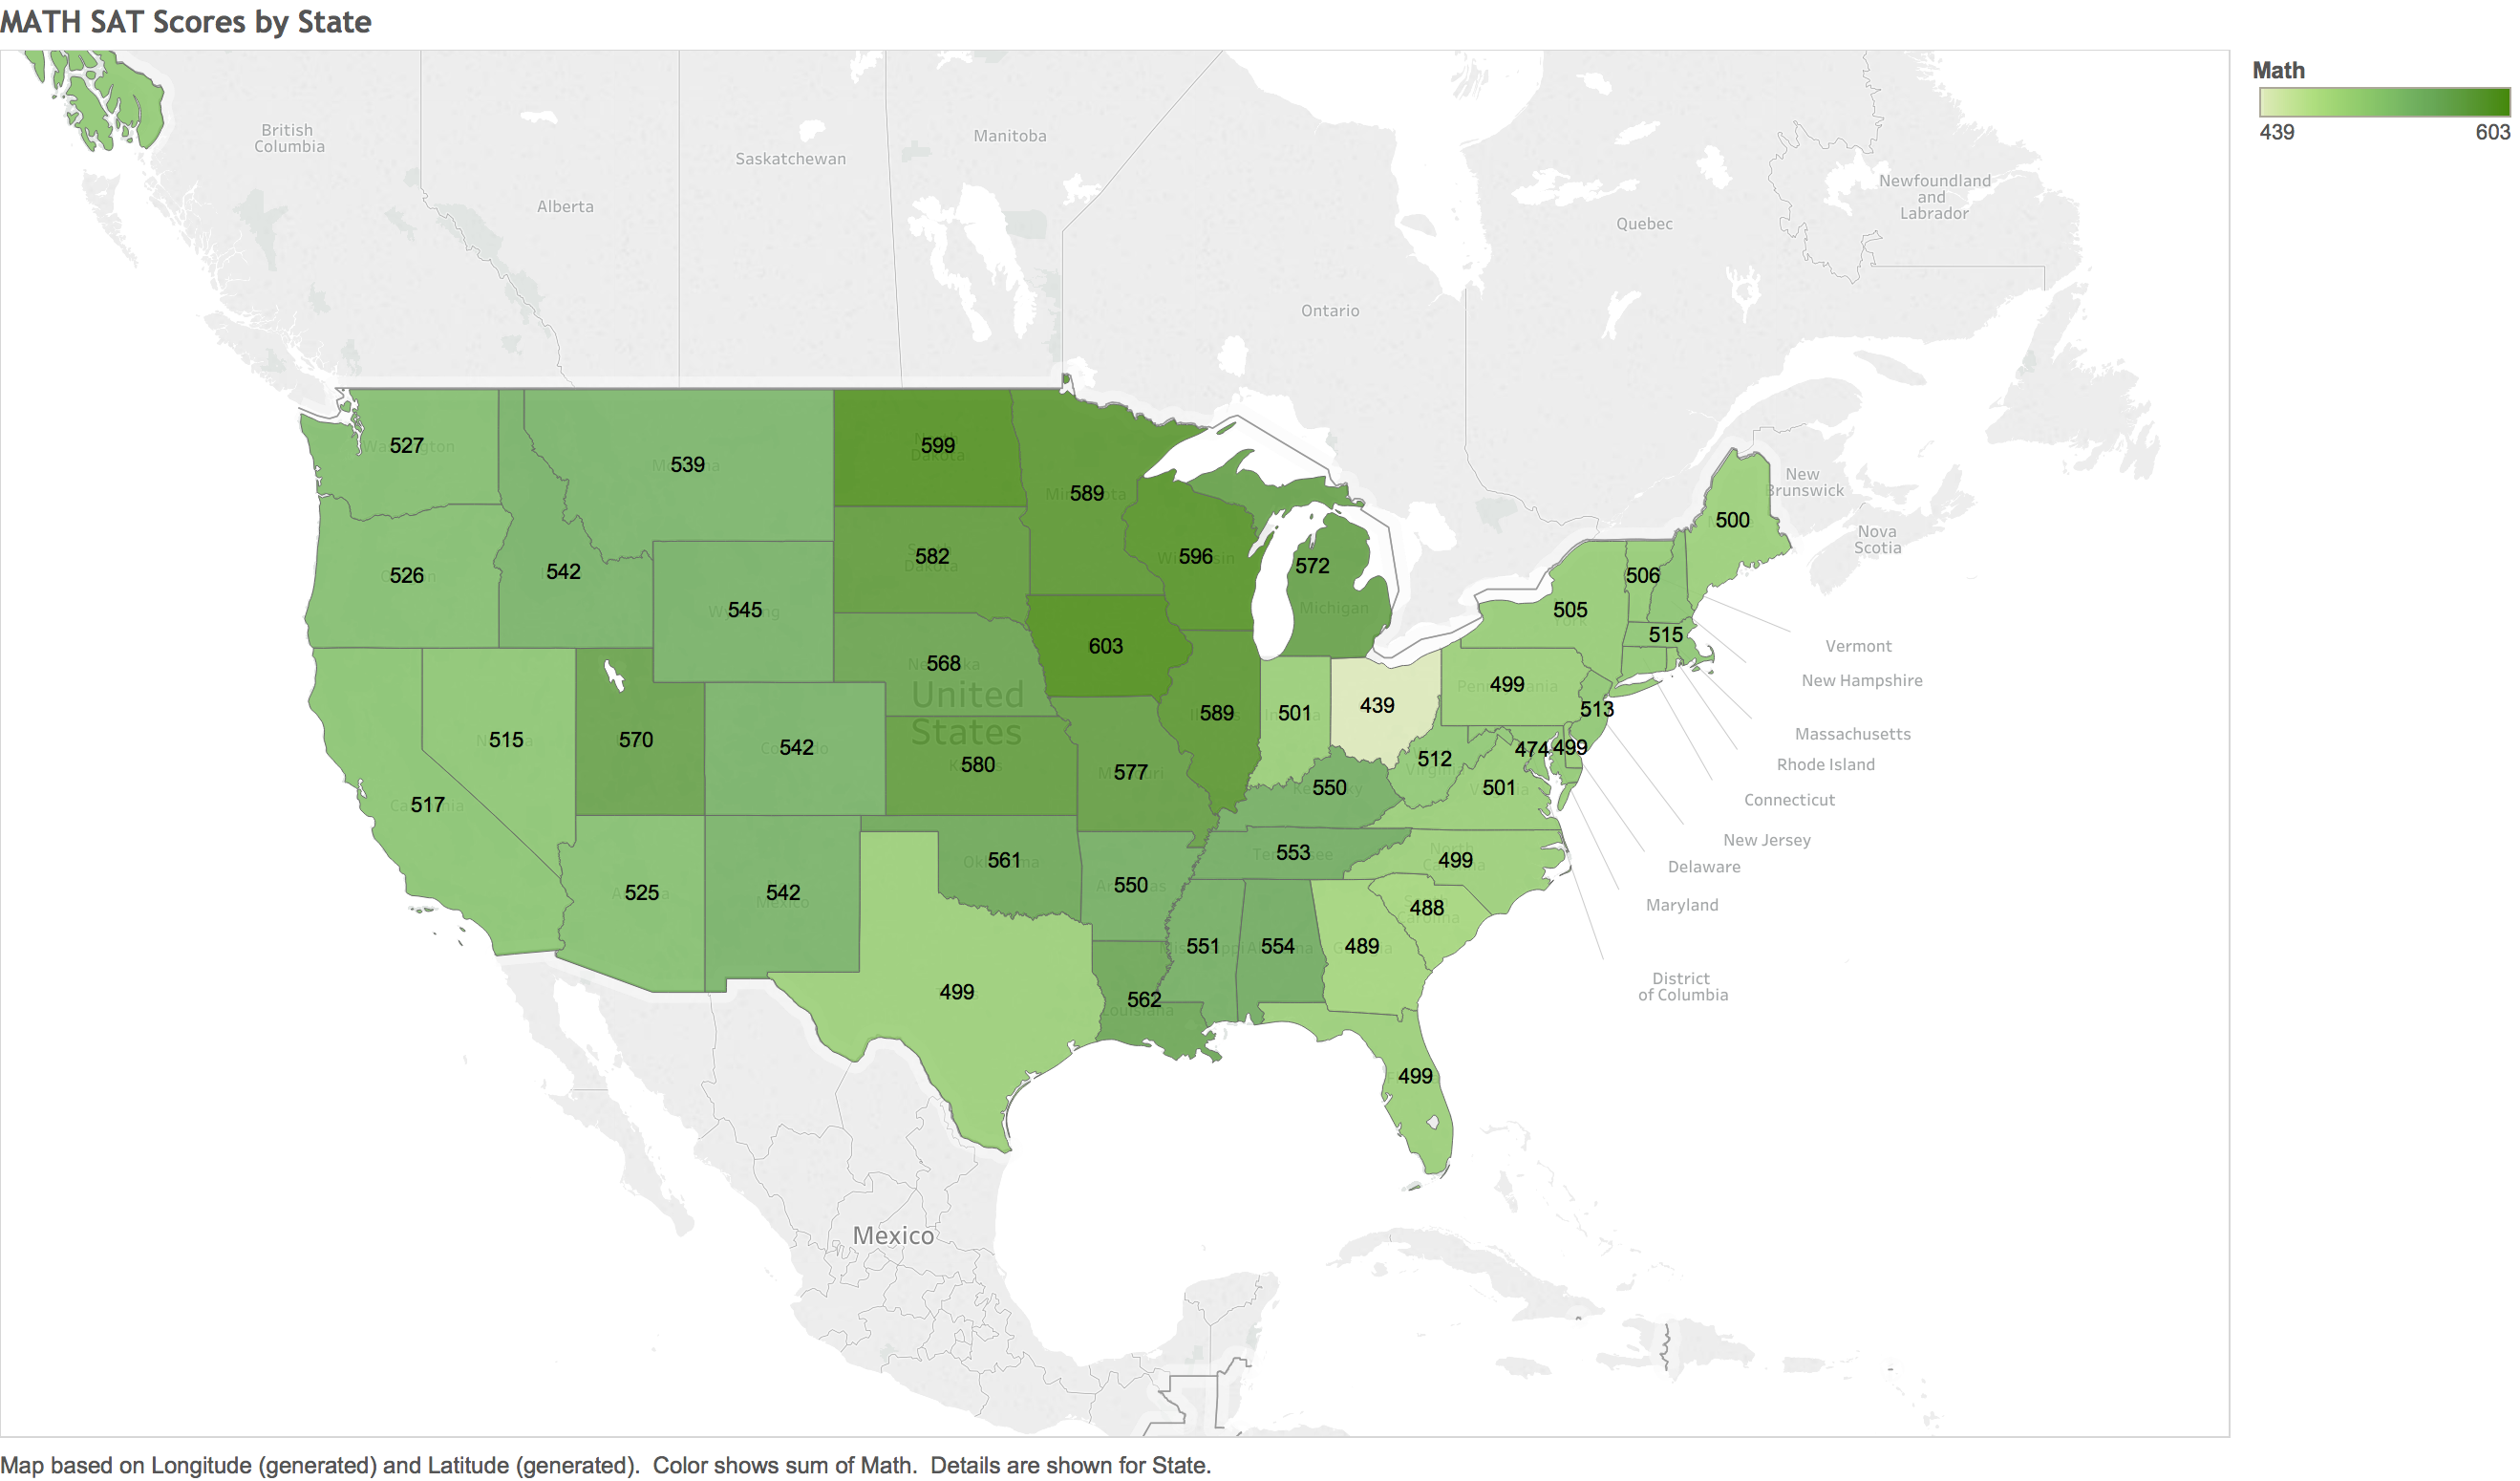 MATH SAT Scores by State
Math
439
603
British
Columbia
Alberta
Saskatchewan
Manitoba
Ontario
Quebec
Newfoundland
and
Labrador
New
Brunswick
Nova
Scotia
527
539
599
589
526
542
545
582
596
572
500
506
505
515
603
568
United
States
Michigan
515
570
542
580
577
589
501
439
499
513
517
512
474
499
501
550
553
499
525
542
561
550
488
551
554
489
499
562
Louisiana
499
Dakota
Dakota
Mexico
Vermont
New Hampshire
Massachusetts
Rhode Island
Connecticut
New Jersey
Delaware
Maryland
District
of Columbia
Mexico
Map based on Longitude (generated) and Latitude (generated).  Color shows sum of Math.  Details are shown for State.